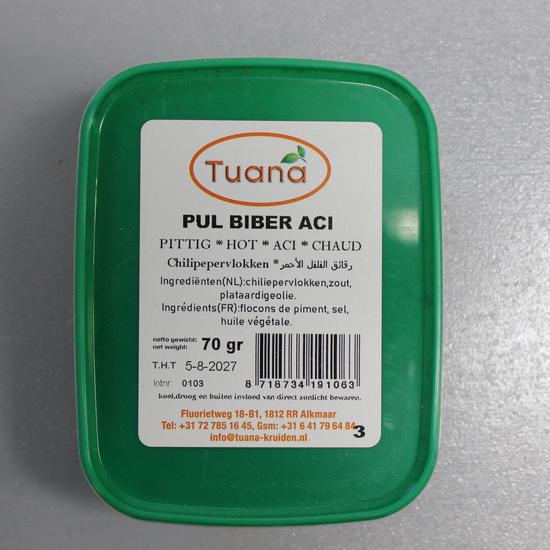 Tuana
PUL BIBER ACI
PITTIG * HOT * ACI * CHAUD
Chilipepervlokken * رقائق الفلفل الأحمر
Ingrediënten(NL):chiliepervlokken,zout,
plataardigeolie.
Ingrédients(FR):flocons de piment, sel,
huile végétale.
netto gewicht: 70 gr
net weight:
T.H.T 5-8-2027
lotnr: 0103
8 718734 191063
koel,droog en buiten invloed van direct zonlicht bewaren.
Fluorietweg 18-B1, 1812 RR Alkmaar
Tel: +31 72 785 16 45, Gsm: +31 6 41 79 64 84
info@tuana-kruiden.nl
3